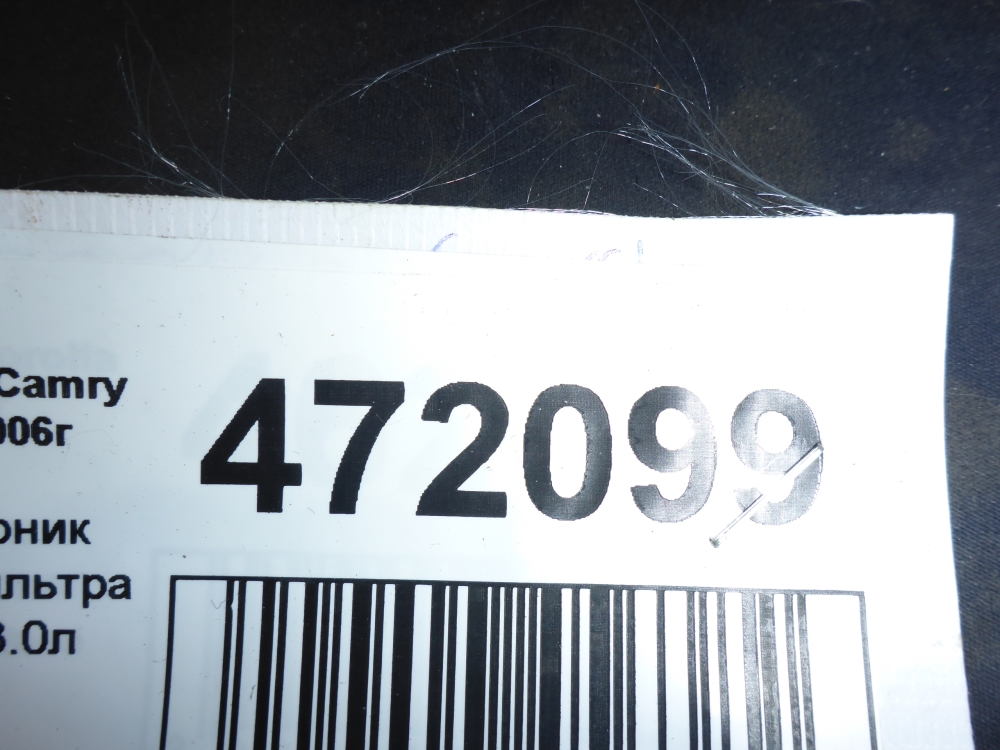 Camry
006г
472099
оник
льтра
3.0л